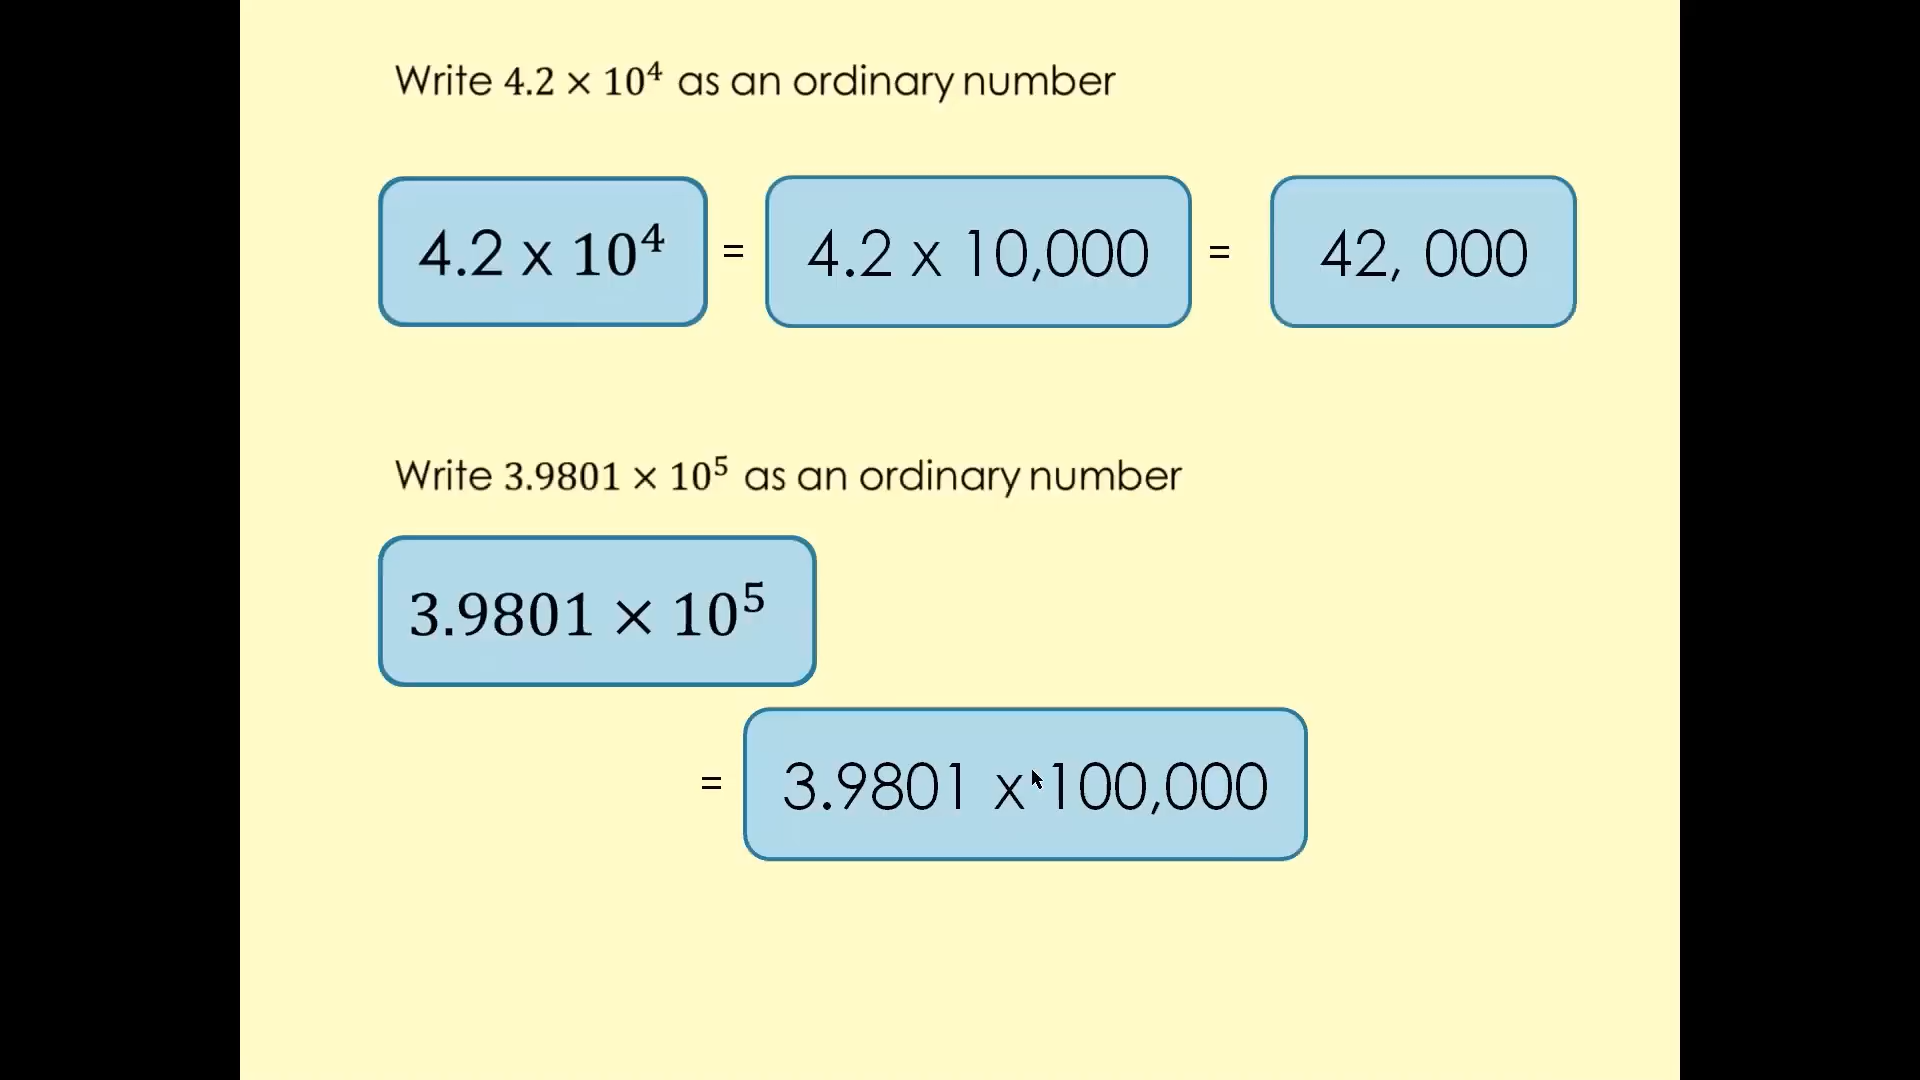 Write 4.2 × 10⁴ as an ordinary number
4.2 x 10⁴ = 4.2 x 10,000 = 42, 000
Write 3.9801 × 10⁵ as an ordinary number
3.9801 × 10⁵
= 3.9801 x 100,000